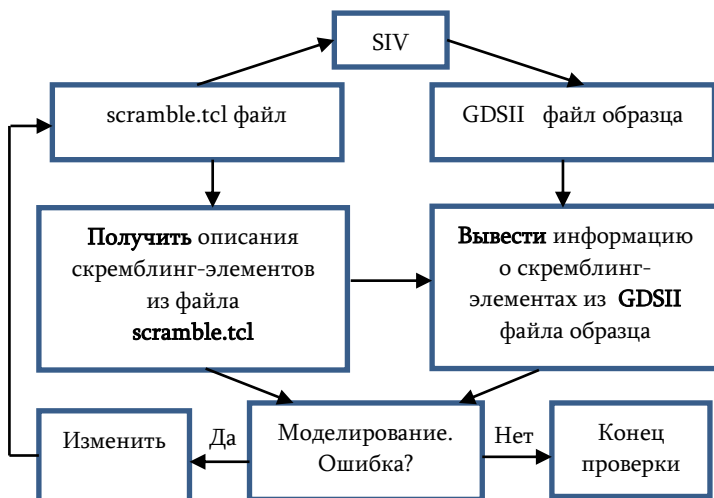 SIV
scramble.tcl файл
GDSII файл образца
Получить описания
скремблинг-элементов
из файла
scramble.tcl
Вывести информацию
о скремблинг-
элементах из GDSII
файла образца
Изменить
Да
Моделирование.
Ошибка?
Нет
Конец
проверки